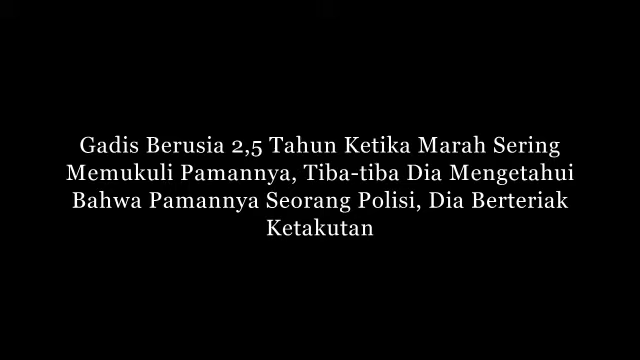 Gadis Berusia 2,5 Tahun Ketika Marah Sering
Memukuli Pamannya, Tiba-tiba Dia Mengetahui
Bahwa Pamannya Seorang Polisi, Dia Berteriak
Ketakutan